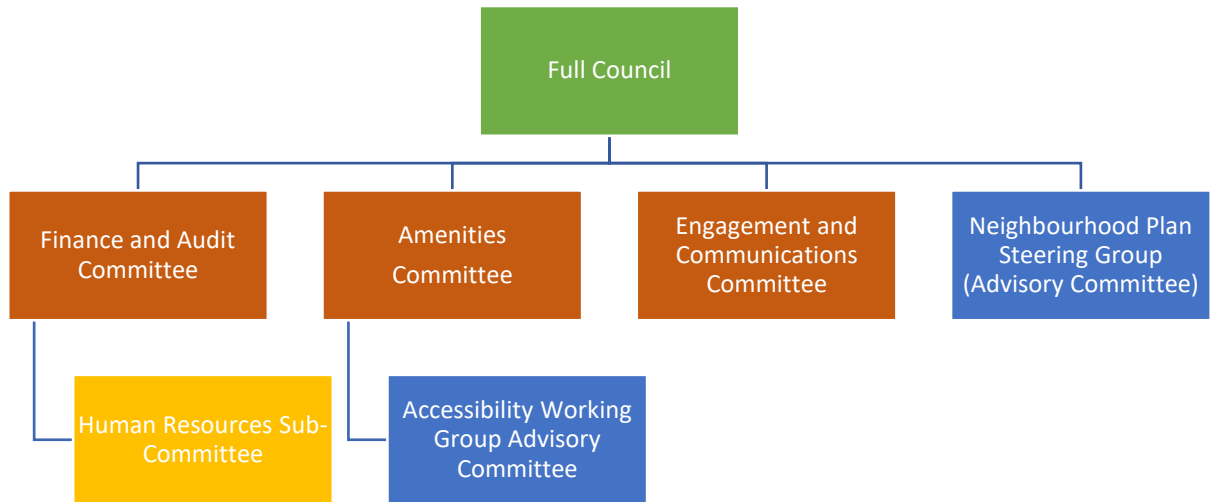 Full Council
Finance and Audit
Committee
Amenities
Committee
Engagement and
Communications
Committee
Neighbourhood Plan
Steering Group
(Advisory Committee)
Human Resources Sub-
Committee
Accessibility Working
Group Advisory
Committee